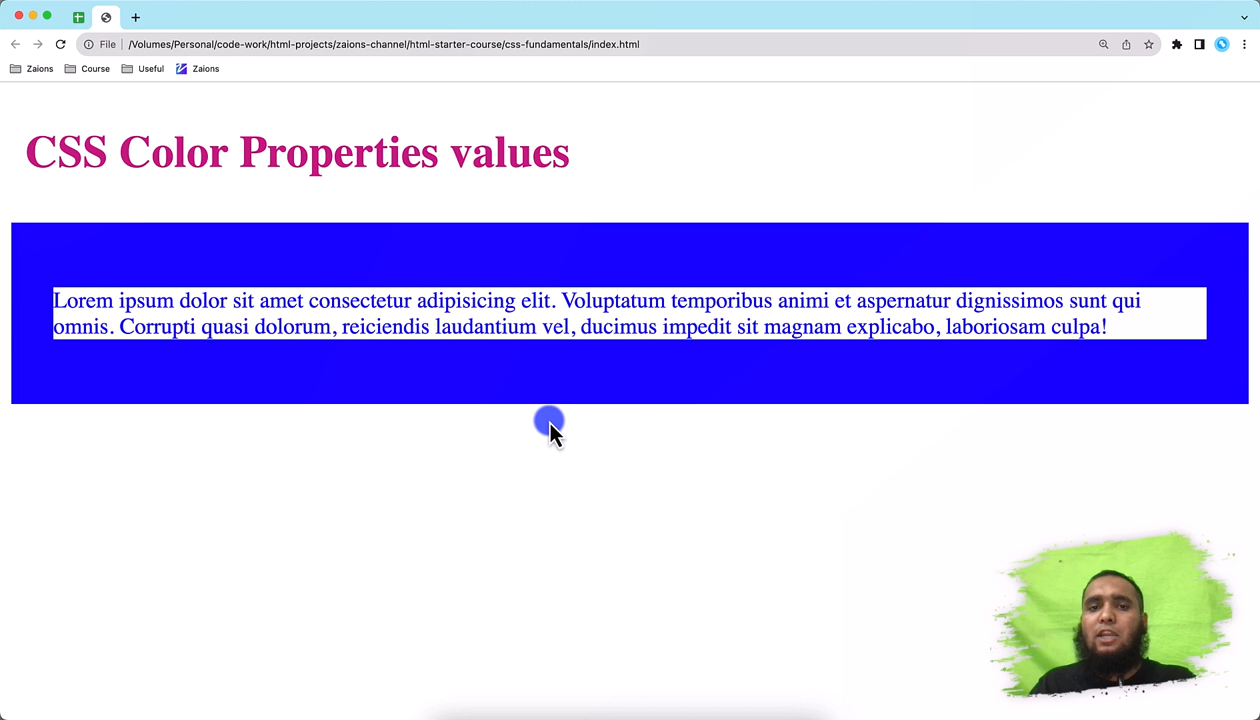 File
/Volumes/Personal/code-work/html-projects/zaions-channel/html-starter-course/css-fundamentals/index.html
Zaions Course Useful Zaions
CSS Color Properties values
Lorem ipsum dolor sit amet consectetur adipisicing elit. Voluptatum temporibus animi et aspernatur dignissimos sunt qui
omnis. Corrupti quasi dolorum, reiciendis laudantium vel, ducimus impedit sit magnam explicabo, laboriosam culpa!